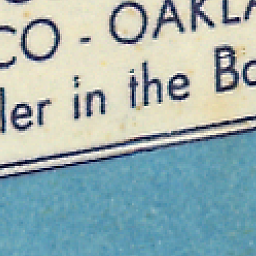 CO - OAKLA
ler in the Bo